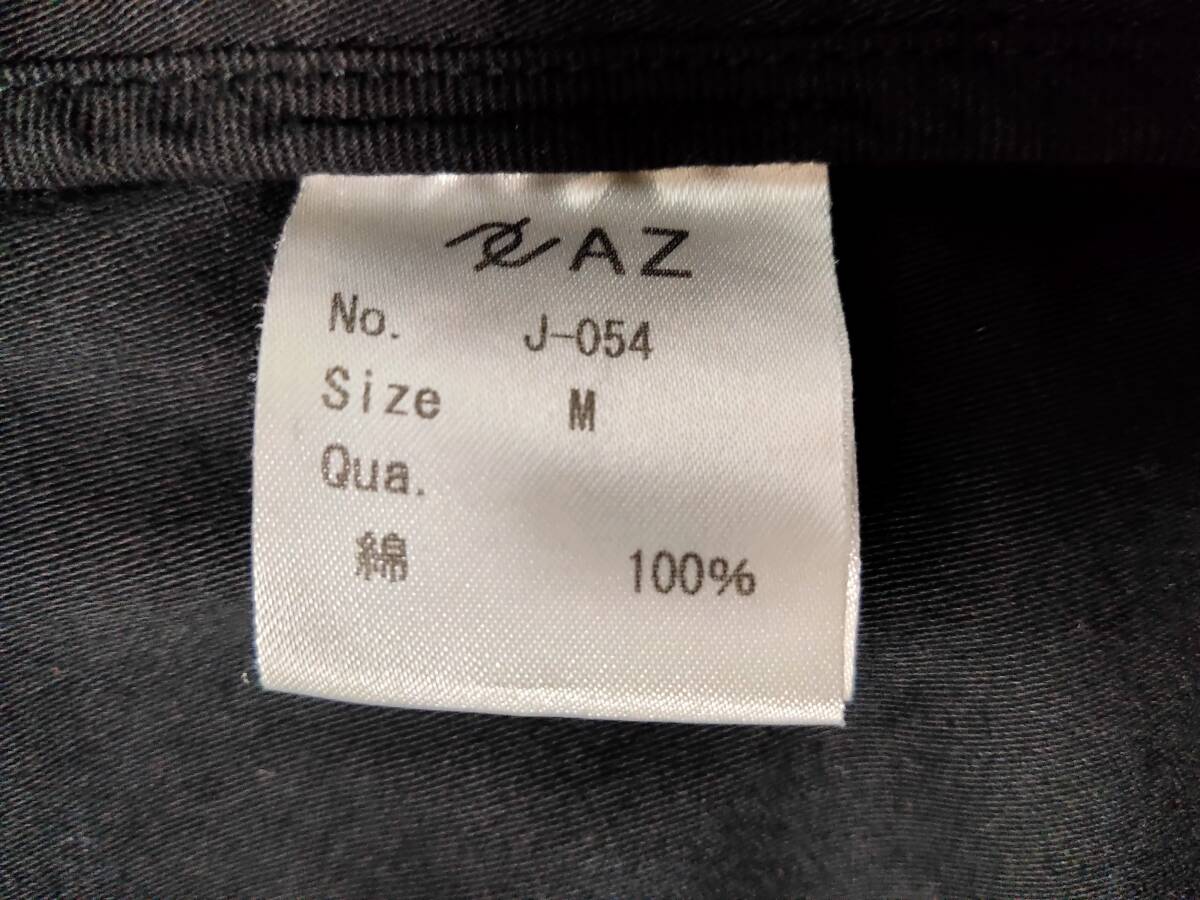 AZ
No. J-054
Size M
Qua.
綿 100%